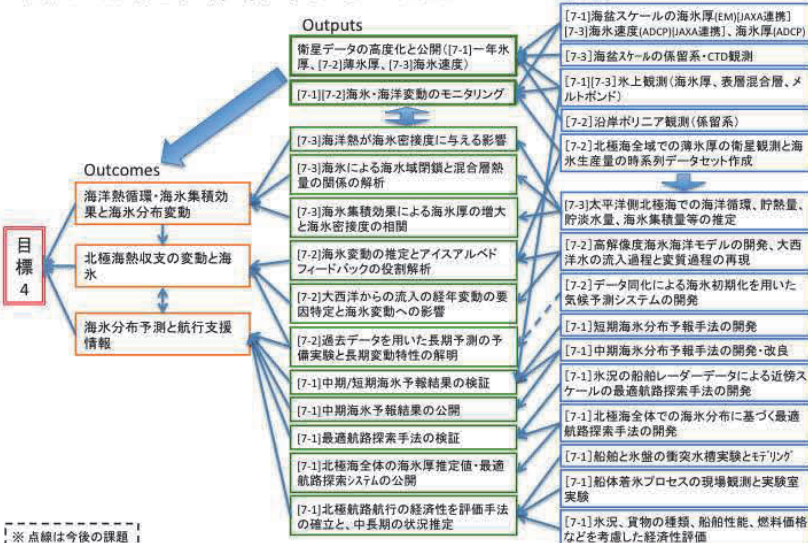 Outputs
衛星データの高度化と公開([7-1]一年氷
厚、[7-2]薄氷厚、[7-3]海氷速度)
[7-1][7-2]海氷・海洋変動のモニタリング
[7-3]海洋熱が海氷密接度に与える影響
[7-3]海氷による海水域閉鎖と混合層熱
量の関係の解析
[7-3]海氷集積効果による海氷厚の増大
と海氷密接度の相関
[7-2]海氷変動の推定とアイスアルベド
フィードバックの役割解析
[7-2]大西洋からの流入の経年変動の要
因特定と海氷変動への影響
[7-2]過去データを用いた長期予測の予
備実験と長期変動特性の解明
[7-1]中期/短期海氷予報結果の検証
[7-1]中期海氷予報結果の公開
[7-1]最適航路探索手法の検証
[7-1]北極海全体の海氷厚推定値・最適
航路探索システムの公開
[7-1]北極航路航行の経済性を評価手法
の確立と、中長期の状況推定
Outcomes
海洋熱循環・海氷集積効
果と海氷分布変動
北極海熱収支の変動と海
氷
海氷分布予測と航行支援
情報
目
標
4
※ 点線は今後の課題
[7-1]海盆スケールの海氷厚(EM)[JAXA連携]
[7-3]海氷速度(ADCP)[JAXA連携]、海氷厚(ADCP)
[7-3]海盆スケールの係留系・CTD観測
[7-1][7-3]氷上観測(海氷厚、表層混合層、メ
ルトポンド)
[7-2]沿岸ポリニア観測(係留系)
[7-2]北極海全域での薄氷厚の衛星観測と海
氷生産量の時系列データセット作成
[7-3]太平洋側北極海での海洋循環、貯熱量、
貯淡水量、海氷集積量等の推定
[7-2]高解像度海氷海洋モデルの開発、大西
洋水の流入過程と変質過程の再現
[7-2]データ同化による海氷初期化を用いた
気候予測システムの開発
[7-1]短期海氷分布予報手法の開発
[7-1]中期海氷分布予報手法の開発・改良
[7-1]氷況の船舶レーダーデータによる近傍ス
ケールの最適航路探索手法の開発
[7-1]北極海全体での海氷分布に基づく最適
航路探索手法の開発
[7-1]船舶と氷盤の衝突水槽実験とモデリング
[7-1]船体着氷プロセスの現場観測と実験室
実験
[7-1]氷況、貨物の種類、船舶性能、燃料価格
などを考慮した経済性評価